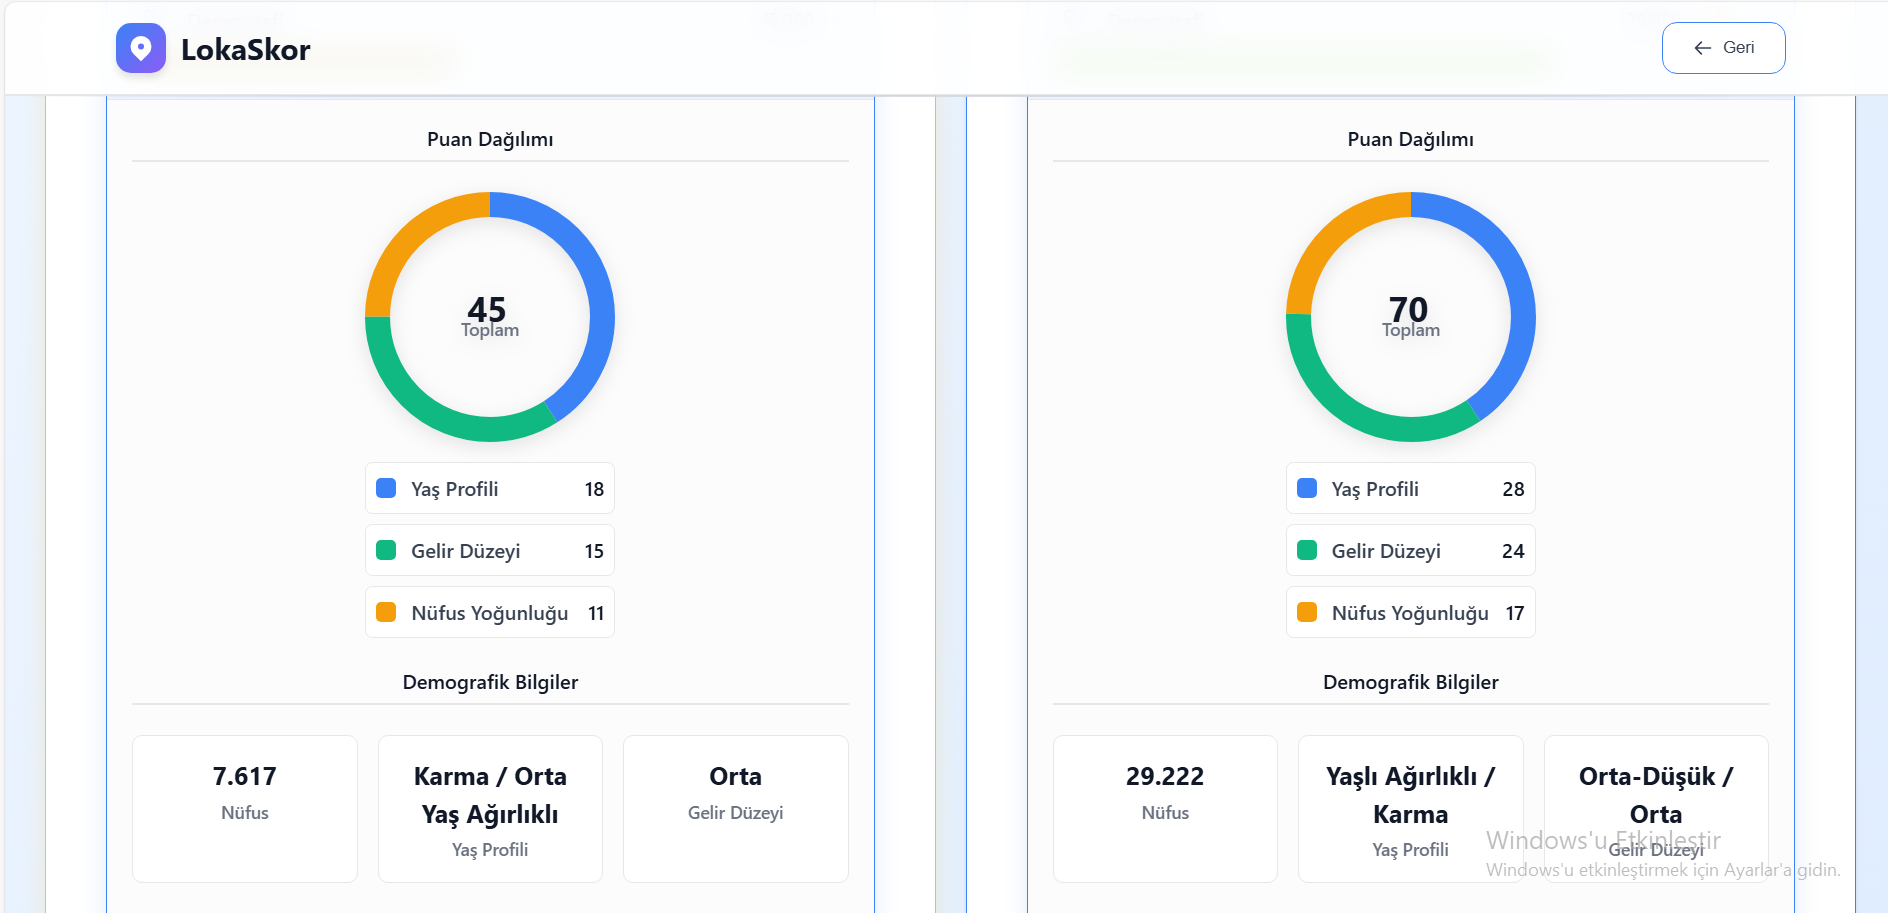 LokaSkor
Geri
Puan Dağılımı
45
Toplam
Yaş Profili 18
Gelir Düzeyi 15
Nüfus Yoğunluğu 11
Demografik Bilgiler
7.617
Nüfus
Karma / Orta
Yaş Ağırlıklı
Yaş Profili
Orta
Gelir Düzeyi
Puan Dağılımı
70
Toplam
Yaş Profili 28
Gelir Düzeyi 24
Nüfus Yoğunluğu 17
Demografik Bilgiler
29.222
Nüfus
Yaşlı Ağırlıklı /
Karma
Yaş Profili
Orta-Düşük /
Orta
Gelir Düzeyi
Windows'u Etkinleştir
Windows'u etkinleştirmek için Ayarlar'a gidin.